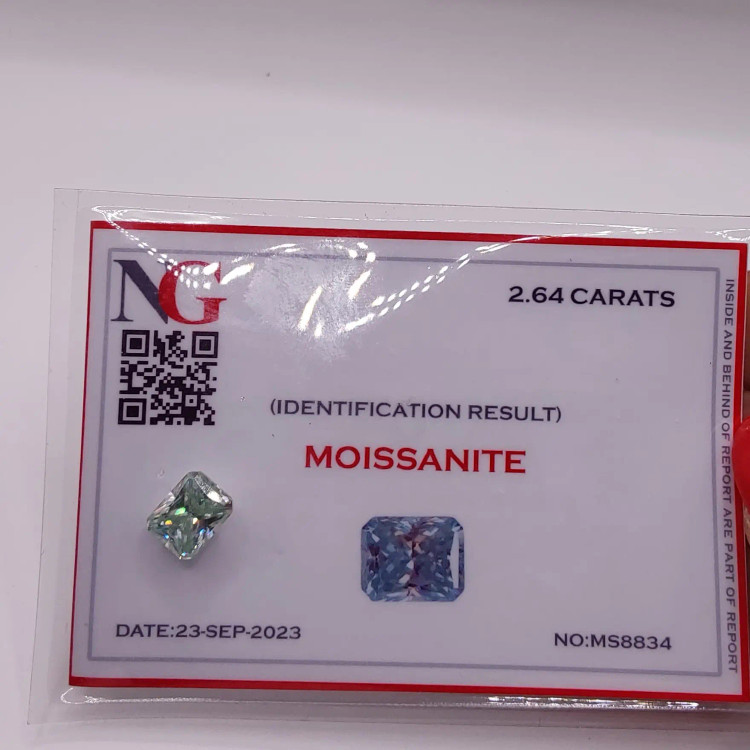 NG
2.64 CARATS
(IDENTIFICATION RESULT)
MOISSANITE
DATE:23-SEP-2023
NO:MS8834
INSIDE AND BEHIND OF REPORT ARE PART OF REPORT